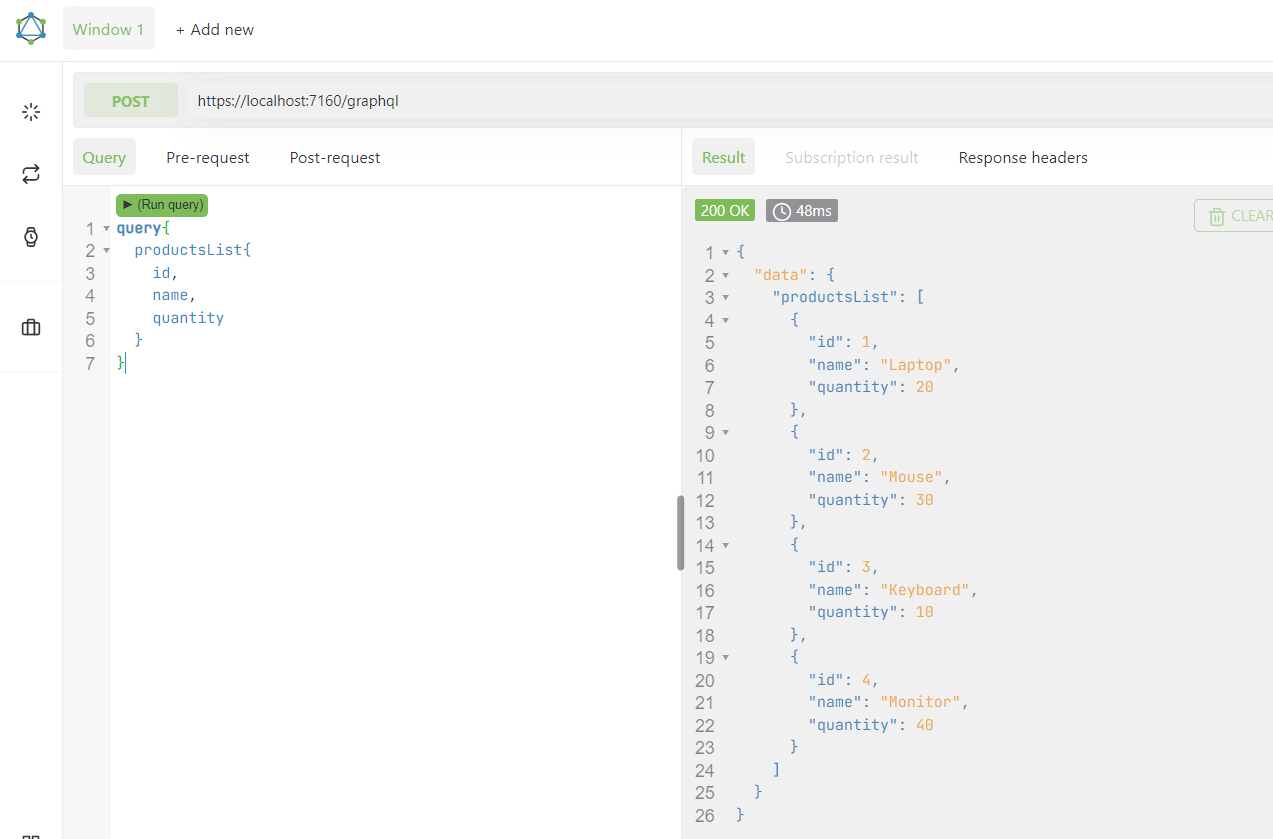 Window 1 + Add new
POST https://localhost:7160/graphql
Query Pre-request Post-request
▶ (Run query)
1 query{
2 productsList{
3 id,
4 name,
5 quantity
6 }
7 }
Result Subscription result Response headers
200 OK 48ms CLEAR
1 {
2 "data": {
3 "productsList": [
4 {
5 "id": 1,
6 "name": "Laptop",
7 "quantity": 20
8 },
9 {
10 "id": 2,
11 "name": "Mouse",
12 "quantity": 30
13 },
14 {
15 "id": 3,
16 "name": "Keyboard",
17 "quantity": 10
18 },
19 {
20 "id": 4,
21 "name": "Monitor",
22 "quantity": 40
23 }
24 ]
25 }
26 }